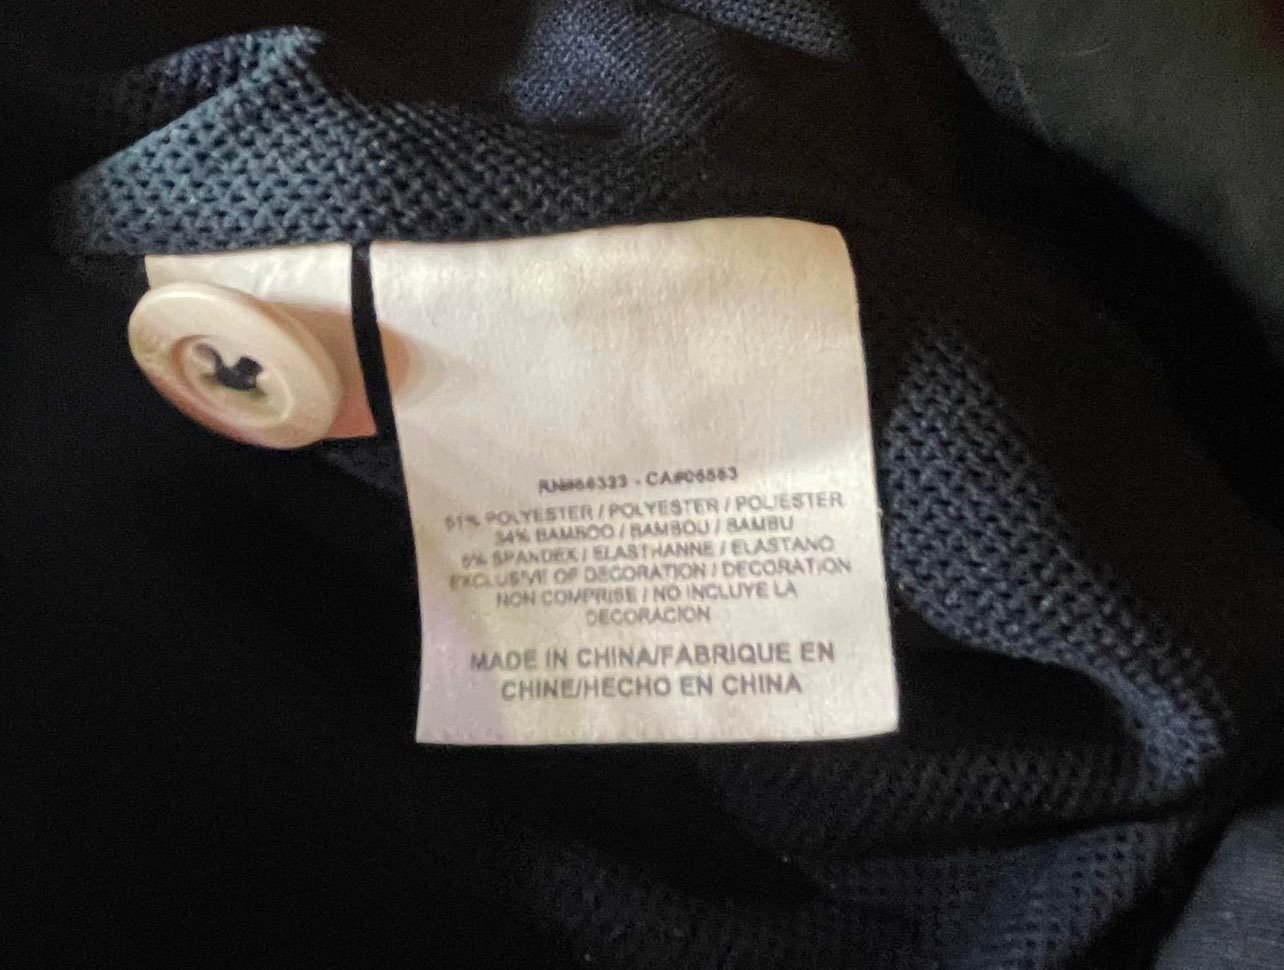 RN#66323 - CA#06553
61% POLYESTER / POLYESTER / POLIESTER
34% BAMBOO / BAMBOU / BAMBU
5% SPANDEX / ELASTHANNE / ELASTANO
EXCLUSIVE OF DECORATION / DECORATION
NON COMPRISE / NO INCLUYE LA
DECORACION
MADE IN CHINA/FABRIQUE EN
CHINE/HECHO EN CHINA